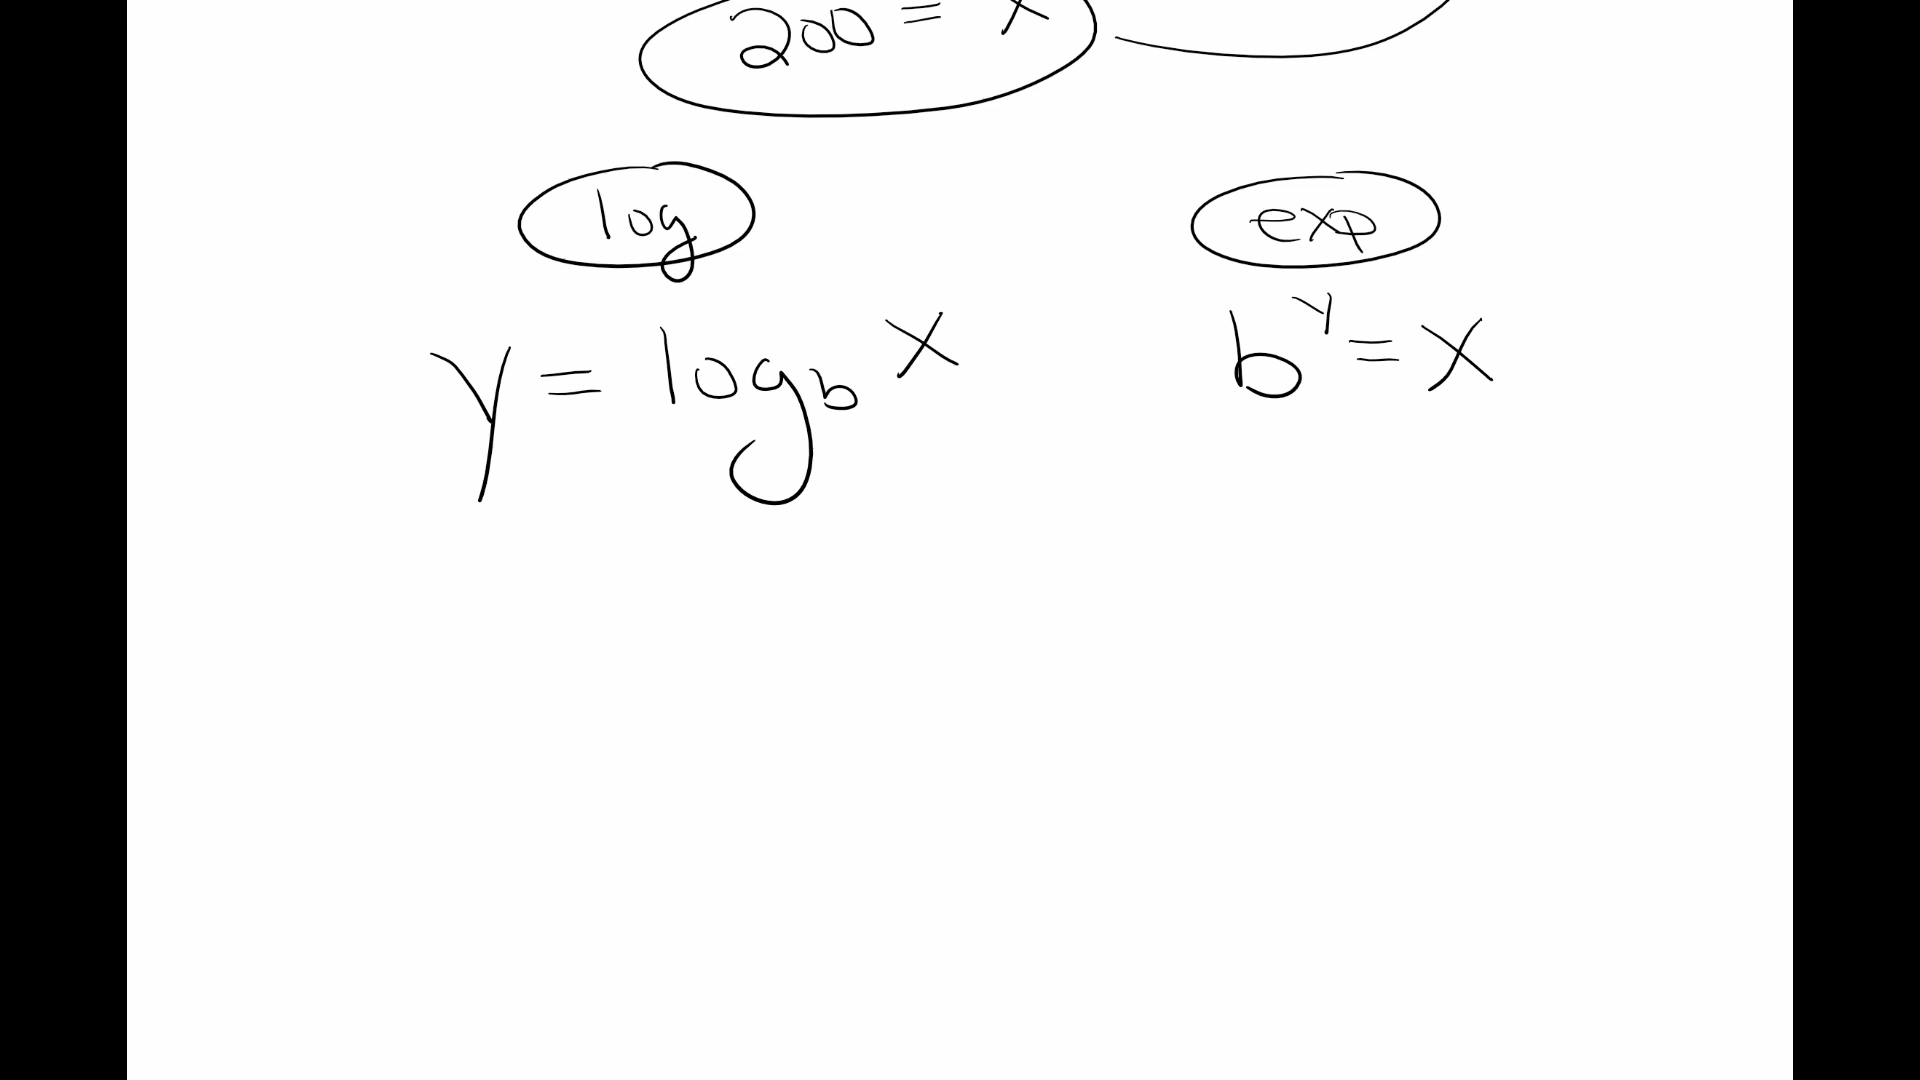 200 = x
log exp
y = log_b x b^y = x